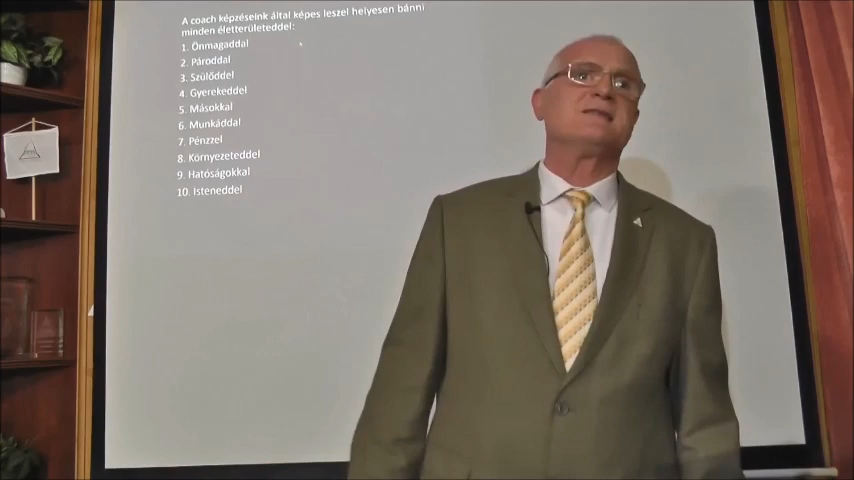 A coach képzéseink által képes leszel helyesen bánni
minden életterületeddel:
1. Önmagaddal
2. Pároddal
3. Szülőddel
4. Gyerekeddel
5. Másokkal
6. Munkáddal
7. Pénzzel
8. Környezeteddel
9. Hatóságokkal
10. Isteneddel